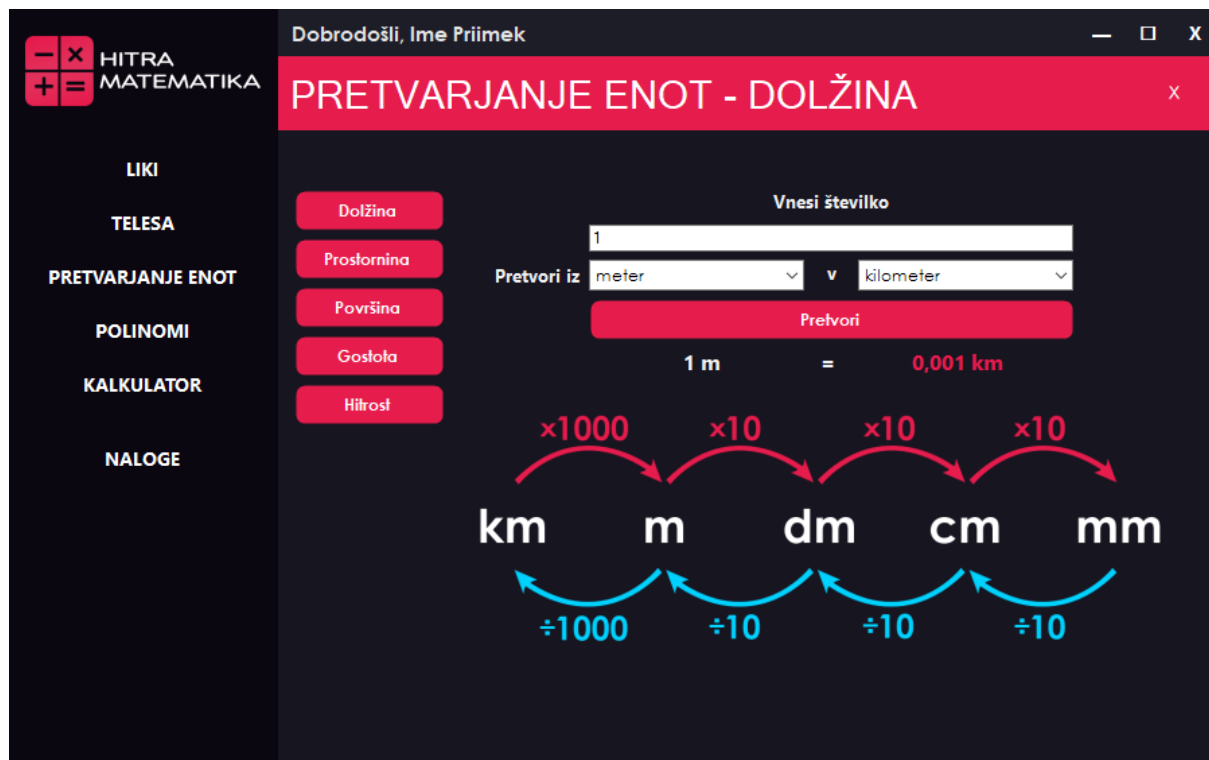 HITRA
MATEMATIKA
LIKI
TELESA
PRETVARJANJE ENOT
POLINOMI
KALKULATOR
NALOGE
Dobrodošli, Ime Priimek
X
PRETVARJANJE ENOT - DOLŽINA
X
Dolžina
Prostornina
Površina
Gostota
Hitrost
Vnesi številko
1
Pretvori iz meter v kilometer
Pretvori
1 m = 0,001 km
×1000 ×10 ×10 ×10
km m dm cm mm
÷1000 ÷10 ÷10 ÷10